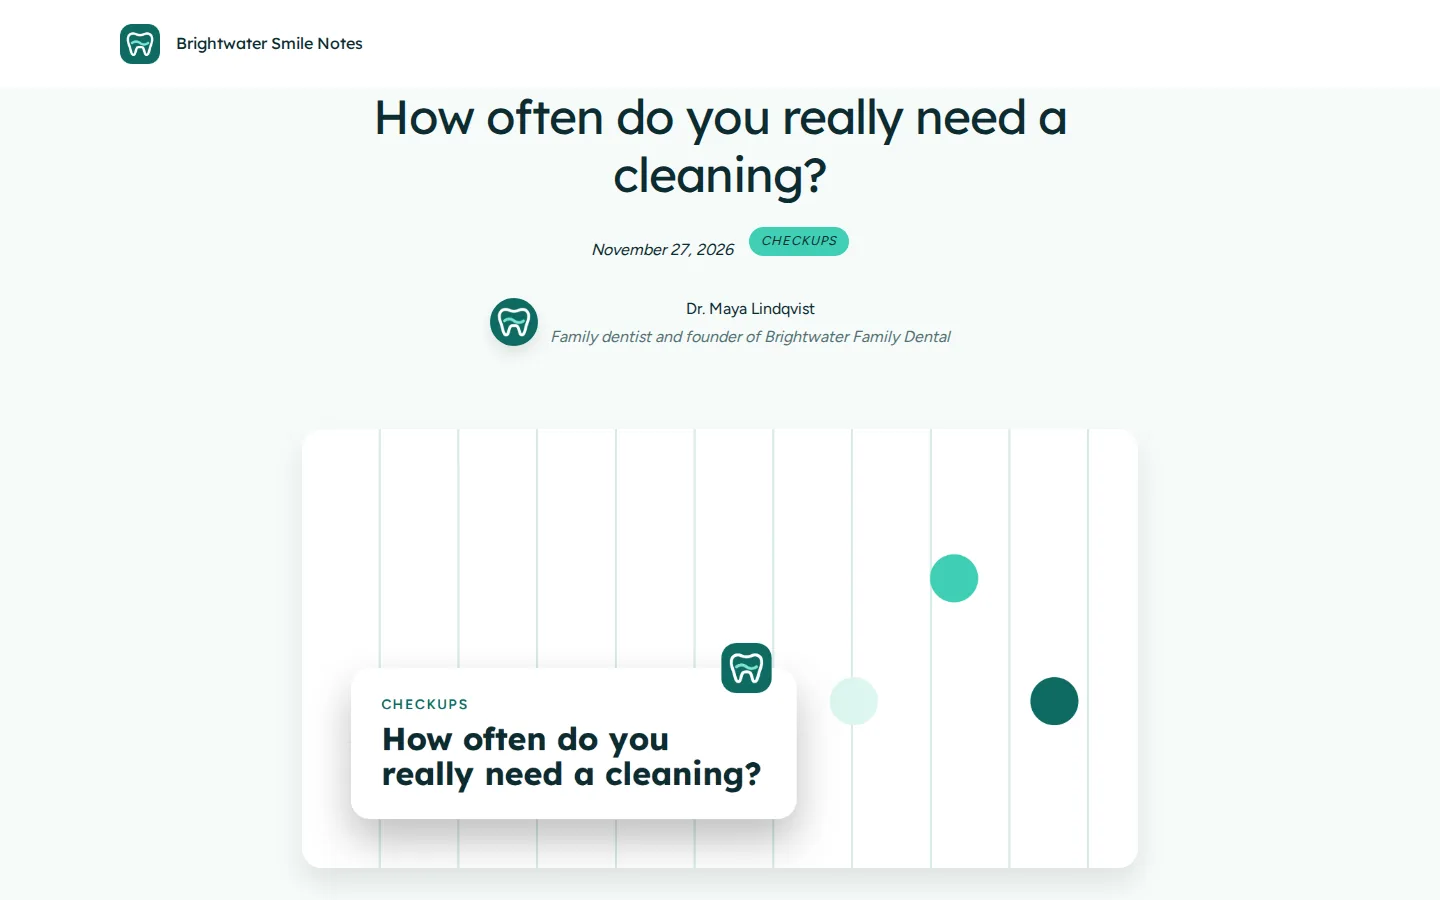 Brightwater Smile Notes
How often do you really need a
cleaning?
November 27, 2026 CHECKUPS
Dr. Maya Lindqvist
Family dentist and founder of Brightwater Family Dental
CHECKUPS
How often do you
really need a cleaning?